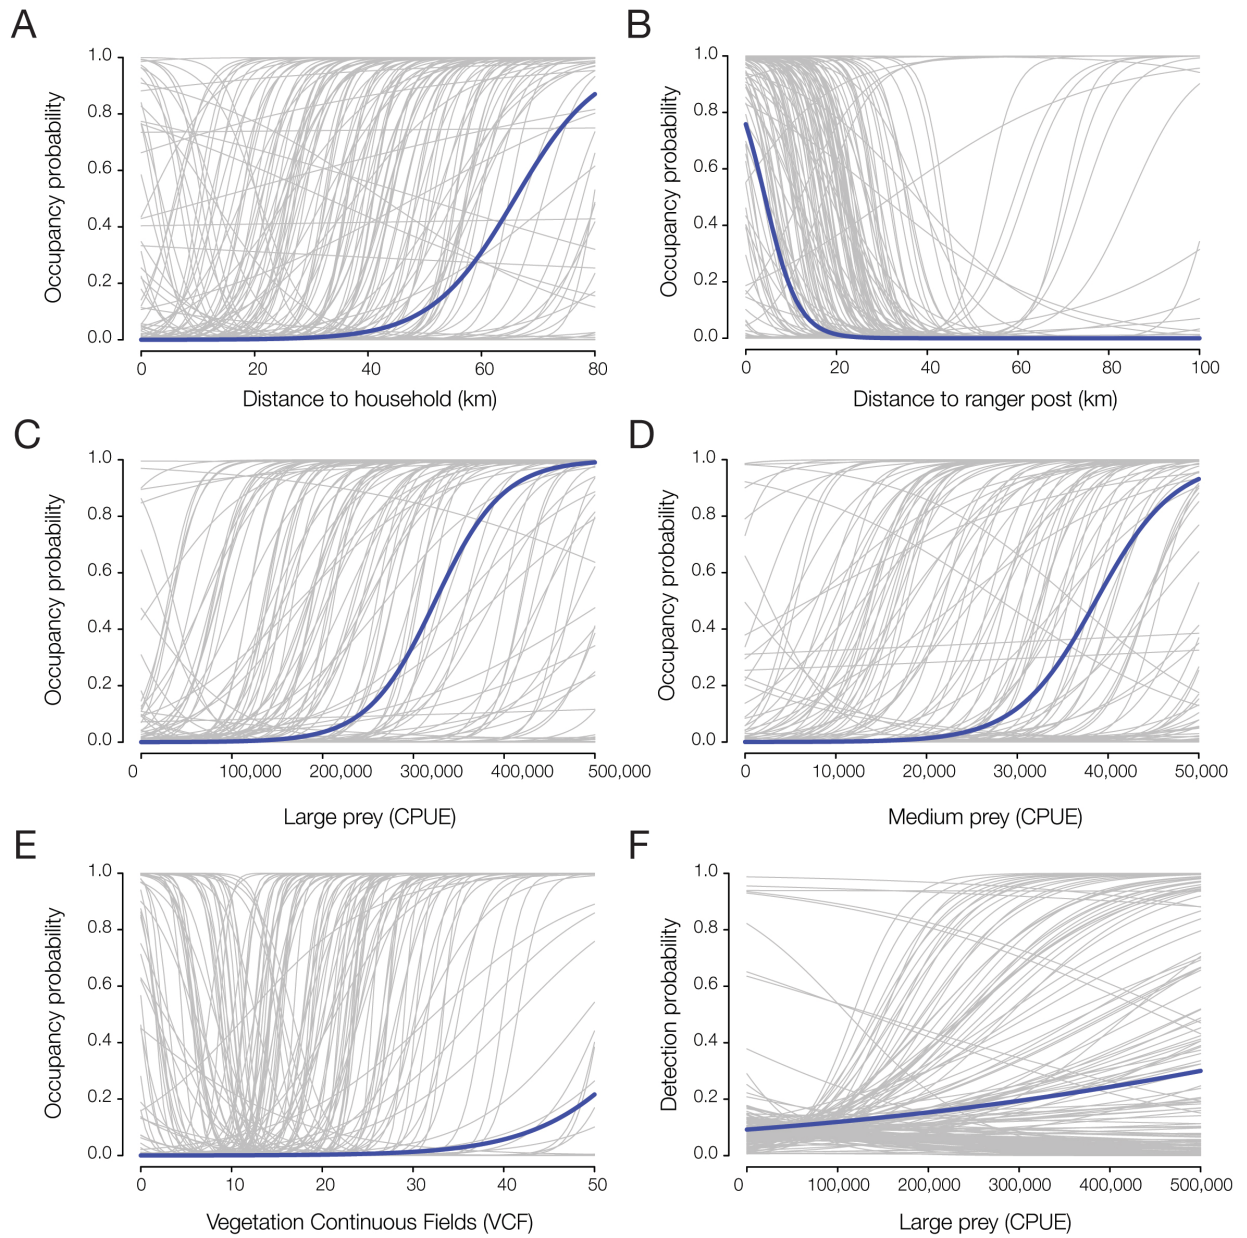 A
Occupancy probability
1.0
0.8
0.6
0.4
0.2
0.0
0 20 40 60 80
Distance to household (km)
B
Occupancy probability
1.0
0.8
0.6
0.4
0.2
0.0
0 20 40 60 80 100
Distance to ranger post (km)
C
Occupancy probability
1.0
0.8
0.6
0.4
0.2
0.0
0 100,000 200,000 300,000 400,000 500,000
Large prey (CPUE)
D
Occupancy probability
1.0
0.8
0.6
0.4
0.2
0.0
0 10,000 20,000 30,000 40,000 50,000
Medium prey (CPUE)
E
Occupancy probability
1.0
0.8
0.6
0.4
0.2
0.0
0 10 20 30 40 50
Vegetation Continuous Fields (VCF)
F
Detection probability
1.0
0.8
0.6
0.4
0.2
0.0
0 100,000 200,000 300,000 400,000 500,000
Large prey (CPUE)